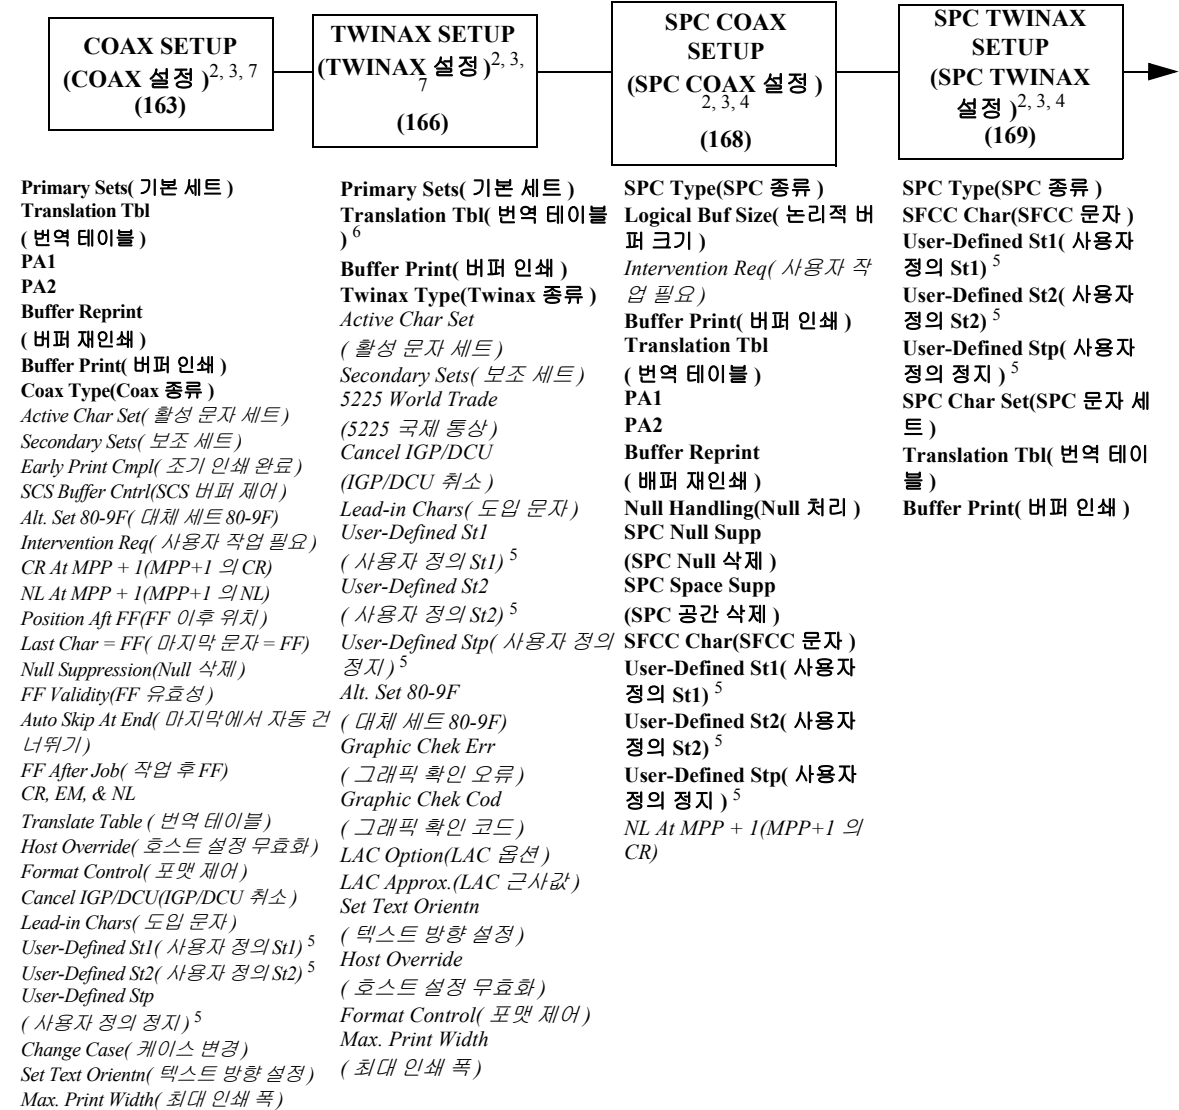 COAX SETUP
(COAX 설정 )2, 3, 7
(163)
TWINAX SETUP
(TWINAX 설정 )2, 3,
7
(166)
SPC COAX
SETUP
(SPC COAX 설정 )
2, 3, 4
(168)
SPC TWINAX
SETUP
(SPC TWINAX
설정 )2, 3, 4
(169)
Primary Sets( 기본 세트 )
Translation Tbl
( 번역 테이블 )
PA1
PA2
Buffer Reprint
( 버퍼 재인쇄 )
Buffer Print( 버퍼 인쇄 )
Coax Type(Coax 종류 )
Active Char Set( 활성 문자 세트 )
Secondary Sets( 보조 세트 )
Early Print Cmpl( 조기 인쇄 완료 )
SCS Buffer Cntrl(SCS 버퍼 제어 )
Alt. Set 80-9F( 대체 세트 80-9F)
Intervention Req( 사용자 작업 필요 )
CR At MPP + 1(MPP+1 의 CR)
NL At MPP + 1(MPP+1 의 NL)
Position Aft FF(FF 이후 위치 )
Last Char = FF( 마지막 문자 = FF)
Null Suppression(Null 삭제 )
FF Validity(FF 유효성 )
Auto Skip At End( 마지막에서 자동 건
너뛰기 )
FF After Job( 작업 후 FF)
CR, EM, & NL
Translate Table ( 번역 테이블 )
Host Override( 호스트 설정 무효화 )
Format Control( 포맷 제어 )
Cancel IGP/DCU(IGP/DCU 취소 )
Lead-in Chars( 도입 문자 )
User-Defined St1( 사용자 정의 St1) 5
User-Defined St2( 사용자 정의 St2) 5
User-Defined Stp
( 사용자 정의 정지 ) 5
Change Case( 케이스 변경 )
Set Text Orientn( 텍스트 방향 설정 )
Max. Print Width( 최대 인쇄 폭 )
Primary Sets( 기본 세트 )
Translation Tbl( 번역 테이블
) 6
Buffer Print( 버퍼 인쇄 )
Twinax Type(Twinax 종류 )
Active Char Set
( 활성 문자 세트 )
Secondary Sets( 보조 세트 )
5225 World Trade
(5225 국제 통상 )
Cancel IGP/DCU
(IGP/DCU 취소 )
Lead-in Chars( 도입 문자 )
User-Defined St1
( 사용자 정의 St1) 5
User-Defined St2
( 사용자 정의 St2) 5
User-Defined Stp( 사용자 정의
정지 ) 5
Alt. Set 80-9F
( 대체 세트 80-9F)
Graphic Chek Err
( 그래픽 확인 오류 )
Graphic Chek Cod
( 그래픽 확인 코드 )
LAC Option(LAC 옵션 )
LAC Approx.(LAC 근사값 )
Set Text Orientn
( 텍스트 방향 설정 )
Host Override
( 호스트 설정 무효화 )
Format Control( 포맷 제어 )
Max. Print Width
( 최대 인쇄 폭 )
SPC Type(SPC 종류 )
Logical Buf Size( 논리적 버
퍼 크기 )
Intervention Req( 사용자 작
업 필요 )
Buffer Print( 버퍼 인쇄 )
Translation Tbl
( 번역 테이블 )
PA1
PA2
Buffer Reprint
( 배퍼 재인쇄 )
Null Handling(Null 처리 )
SPC Null Supp
(SPC Null 삭제 )
SPC Space Supp
(SPC 공간 삭제 )
SFCC Char(SFCC 문자 )
User-Defined St1( 사용자
정의 St1) 5
User-Defined St2( 사용자
정의 St2) 5
User-Defined Stp( 사용자
정의 정지 ) 5
NL At MPP + 1(MPP+1 의
CR)
SPC Type(SPC 종류 )
SFCC Char(SFCC 문자 )
User-Defined St1( 사용자
정의 St1) 5
User-Defined St2( 사용자
정의 St2) 5
User-Defined Stp( 사용자
정의 정지 ) 5
SPC Char Set(SPC 문자 세
트 )
Translation Tbl( 번역 테이
블 )
Buffer Print( 버퍼 인쇄 )